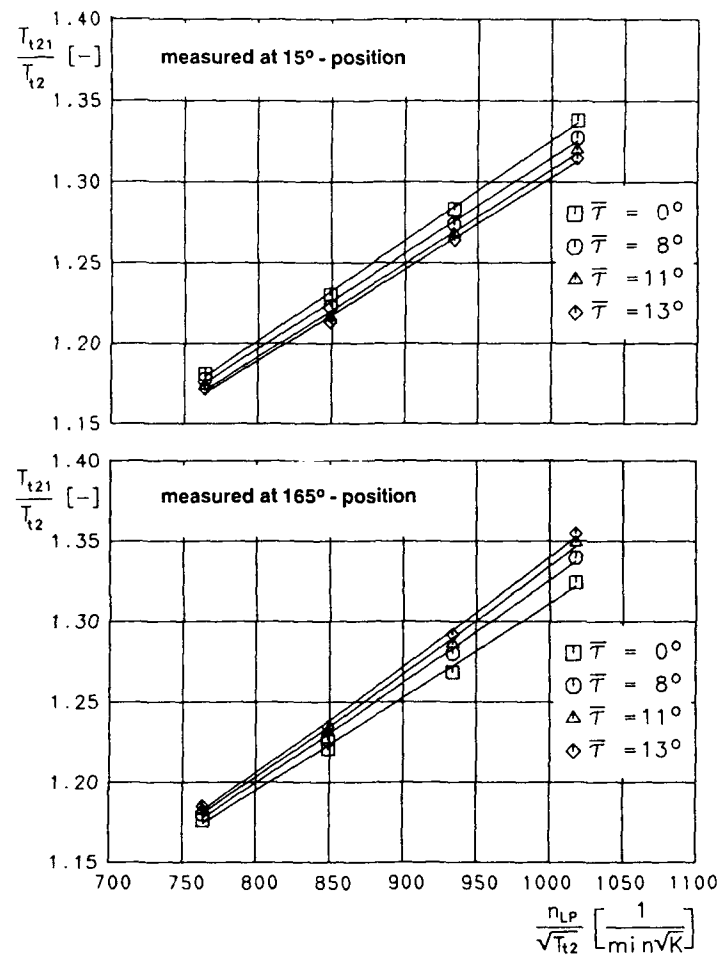 1.40
T_t21 / T_t2 [-]
measured at 15° - position
1.35
1.30
1.25
1.20
1.15
τ̄ = 0°
τ̄ = 8°
τ̄ = 11°
τ̄ = 13°
1.40
T_t21 / T_t2 [-]
measured at 165° - position
1.35
1.30
1.25
1.20
1.15
τ̄ = 0°
τ̄ = 8°
τ̄ = 11°
τ̄ = 13°
700 750 800 850 900 950 1000 1050 1100
n_LP / √T_t2 [1 / min√K]